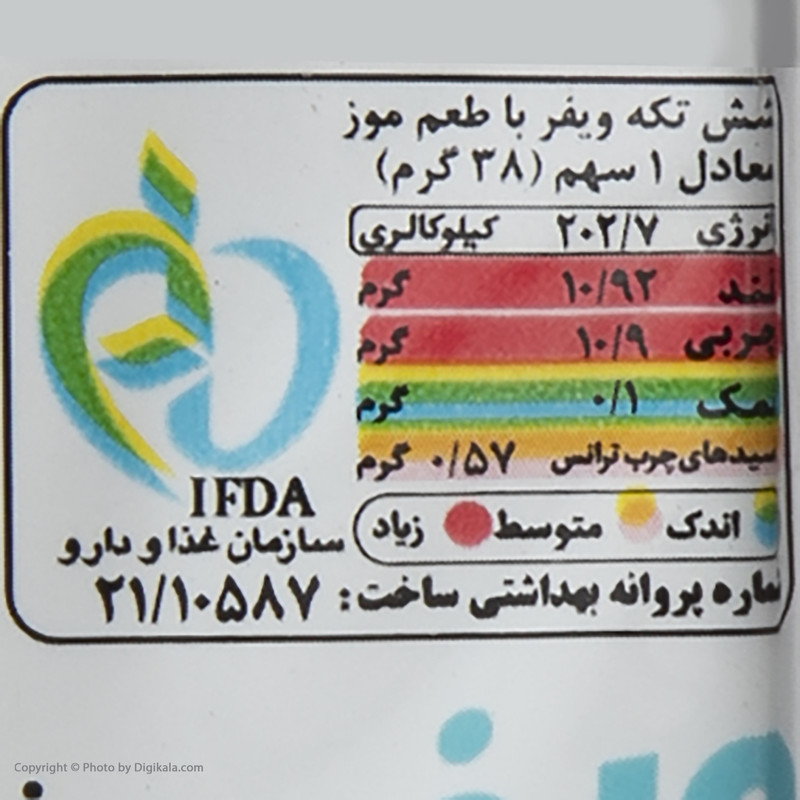 شش تکه ویفر با طعم موز
معادل ۱ سهم (۳۸ گرم)
انرژی ۲۰۲/۷ کیلوکالری
قند ۱۰/۹۲ گرم
چربی ۱۰/۹ گرم
نمک ۰/۱ گرم
اسیدهای چرب ترانس ۰/۵۷ گرم
اندک متوسط زیاد
IFDA
سازمان غذا و دارو
شماره پروانه بهداشتی ساخت: ۲۱/۱۰۵۸۷
Copyright © Photo by Digikala.com